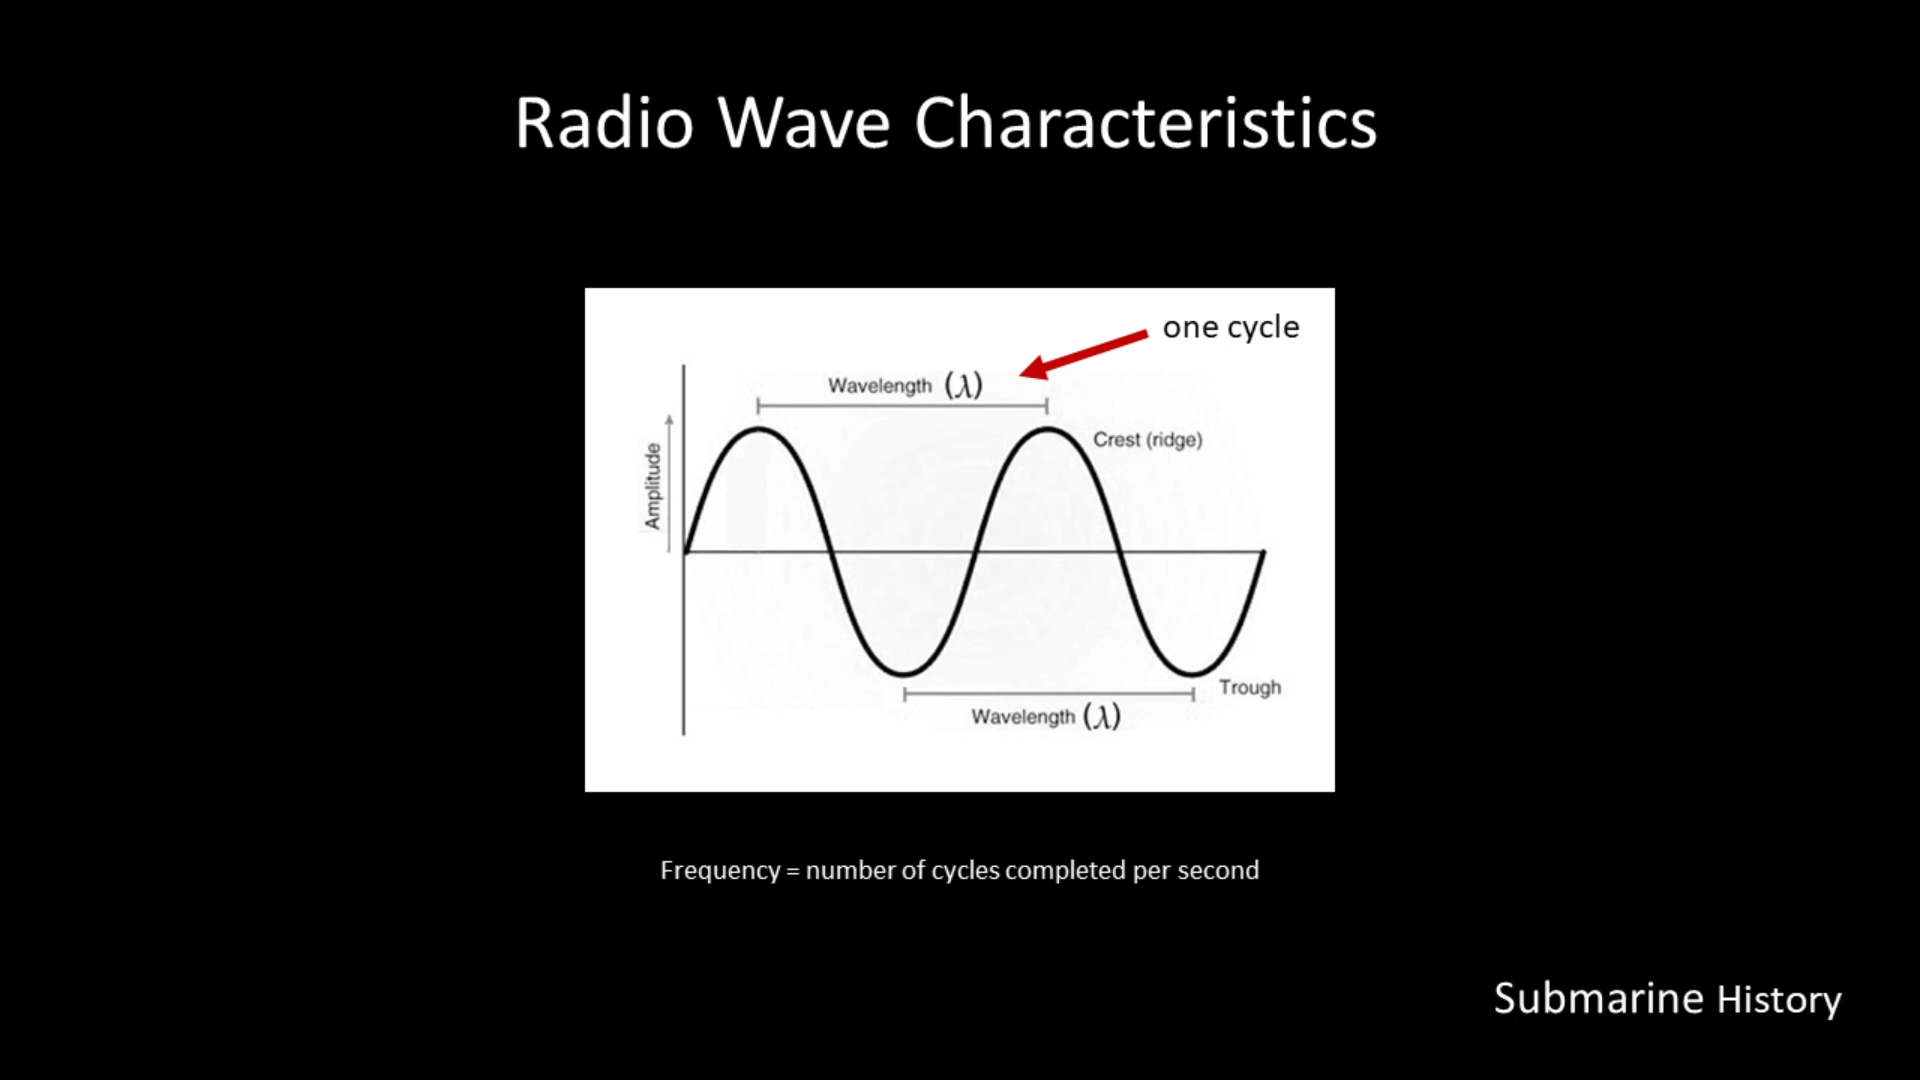 Radio Wave Characteristics
one cycle
Wavelength (λ)
Crest (ridge)
Amplitude
Trough
Wavelength (λ)
Frequency = number of cycles completed per second
Submarine History